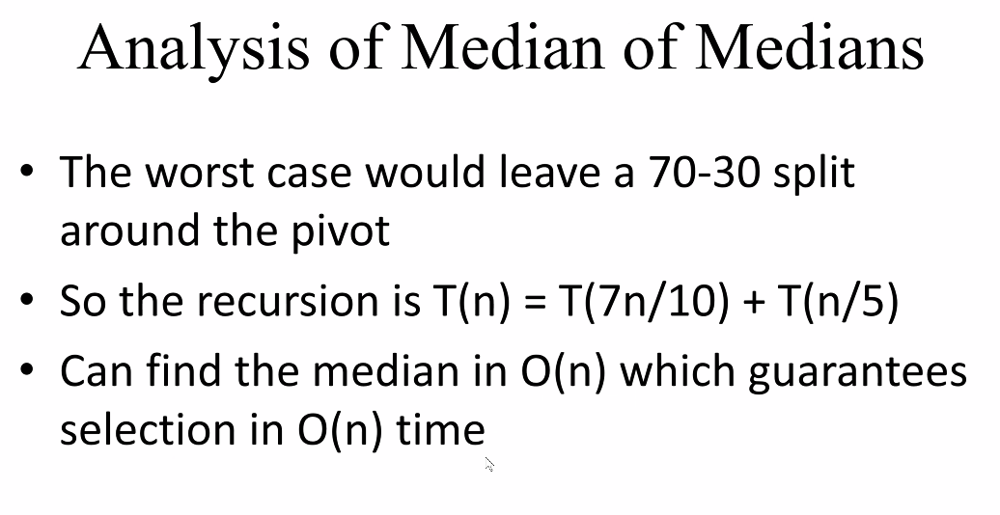 Analysis of Median of Medians
• The worst case would leave a 70-30 split
around the pivot
• So the recursion is T(n) = T(7n/10) + T(n/5)
• Can find the median in O(n) which guarantees
selection in O(n) time